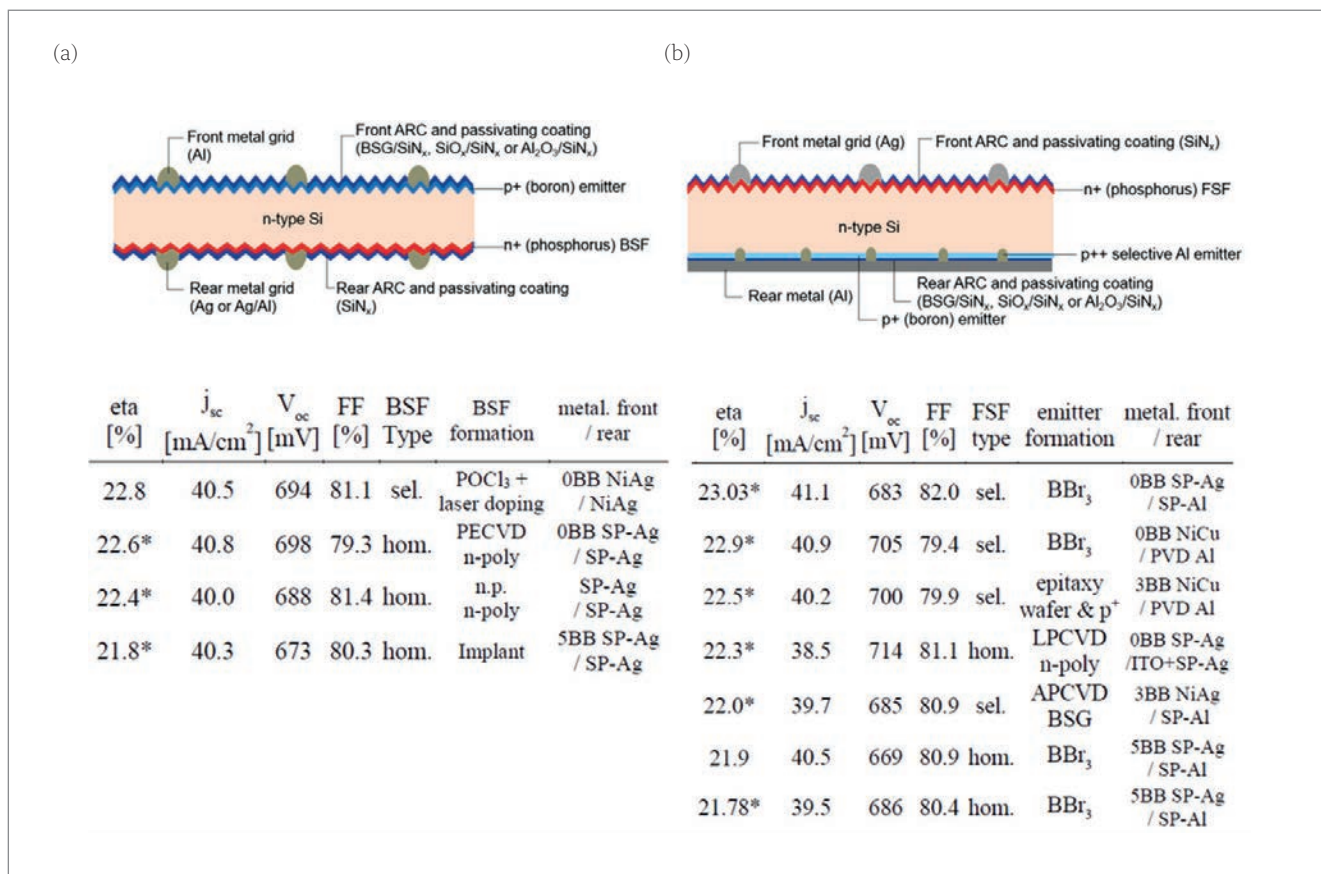 (a)
Front metal grid
(Al)
Front ARC and passivating coating
(BSG/SiNₓ, SiOₓ/SiNₓ or Al₂O₃/SiNₓ)
p+ (boron) emitter
n-type Si
n+ (phosphorus) BSF
Rear metal grid
(Ag or Ag/Al)
Rear ARC and passivating coating
(SiNₓ)
eta [%] j_sc [mA/cm²] V_oc [mV] FF [%] BSF Type BSF formation metal. front / rear
22.8 40.5 694 81.1 sel. POCl₃ + laser doping 0BB NiAg / NiAg
22.6* 40.8 698 79.3 hom. PECVD n-poly 0BB SP-Ag / SP-Ag
22.4* 40.0 688 81.4 hom. n.p. n-poly SP-Ag / SP-Ag
21.8* 40.3 673 80.3 hom. Implant 5BB SP-Ag / SP-Ag
(b)
Front metal grid (Ag)
Front ARC and passivating coating (SiNₓ)
n+ (phosphorus) FSF
n-type Si
p++ selective Al emitter
Rear metal (Al)
Rear ARC and passivating coating
(BSG/SiNₓ, SiOₓ/SiNₓ or Al₂O₃/SiNₓ)
p+ (boron) emitter
eta [%] j_sc [mA/cm²] V_oc [mV] FF [%] FSF type emitter formation metal. front / rear
23.03* 41.1 683 82.0 sel. BBr₃ 0BB SP-Ag / SP-Al
22.9* 40.9 705 79.4 sel. BBr₃ 0BB NiCu / PVD Al
22.5* 40.2 700 79.9 sel. epitaxy wafer & p⁺ 3BB NiCu / PVD Al
22.3* 38.5 714 81.1 hom. LPCVD n-poly 0BB SP-Ag /ITO+SP-Ag
22.0* 39.7 685 80.9 sel. APCVD BSG 3BB NiAg / SP-Al
21.9 40.5 669 80.9 hom. BBr₃ 5BB SP-Ag / SP-Al
21.78* 39.5 686 80.4 hom. BBr₃ 5BB SP-Ag / SP-Al